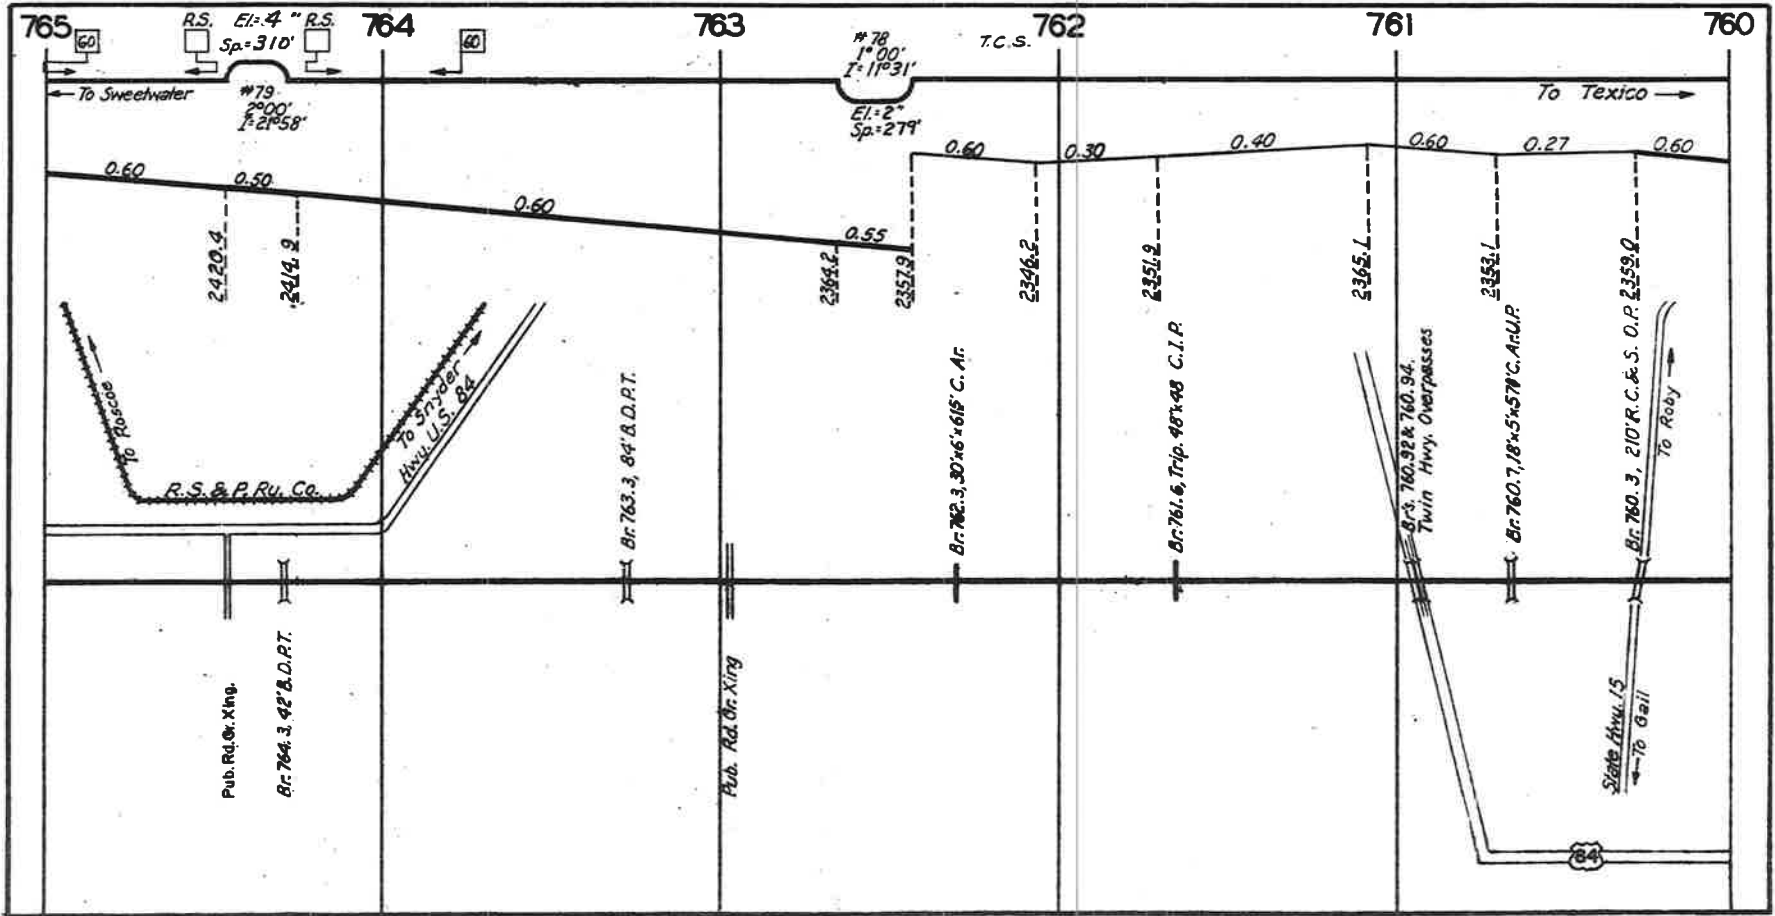 765
764
763
762
761
760
60
R.S.
El.=4"
R.S.
Sp.=310'
60
#78
1°00'
I=11°31'
T.C.S.
← To Sweetwater
#79
2°00'
I=21°58'
El.=2"
Sp.=279'
To Texico →
0.60
0.50
0.60
0.55
0.60
0.30
0.40
0.60
0.27
0.60
2420.4
2414.9
2364.2
2357.9
2346.2
2351.9
2365.1
2353.1
2359.0
To Roscoe
R.S. & P. Ry. Co.
To Snyder
Hwy. U.S. 84
Br. 763.3, 84' B.D.P.T.
Br. 762.3, 30"x6'x615' C. Ar.
Br. 761.6, Trip. 48"x48 C.I.P.
Br's. 760.92 & 760.94.
Twin Hwy. Overpasses
Br. 760.7, 18'x5'x571' C. Ar. U.P.
Br. 760.3, 210' R.C. & S. O.P.
To Roby →
Pub. Rd. Gr. Xing.
Br. 764.3, 42' B.D.P.T.
Pub. Rd. Gr. Xing
State Hwy. 15
← To Gail
84